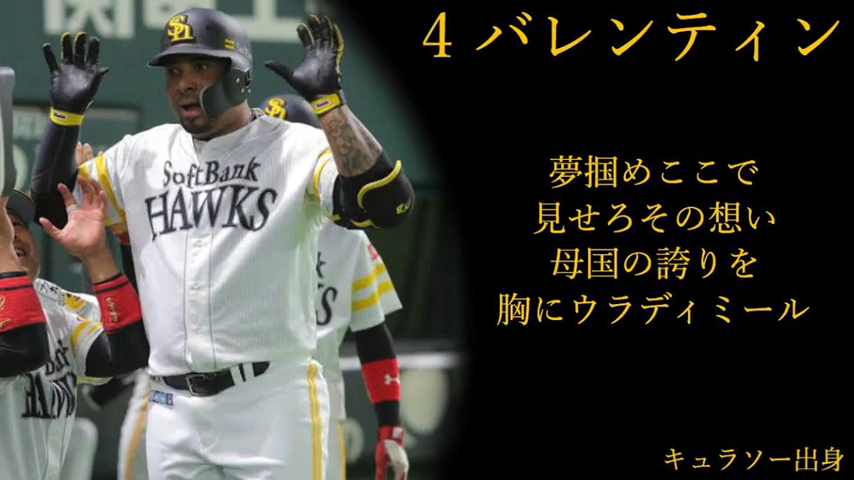 4 バレンティン
夢掴めここで
見せろその想い
母国の誇りを
胸にウラディミール
キュラソー出身
SoftBank
HAWKS